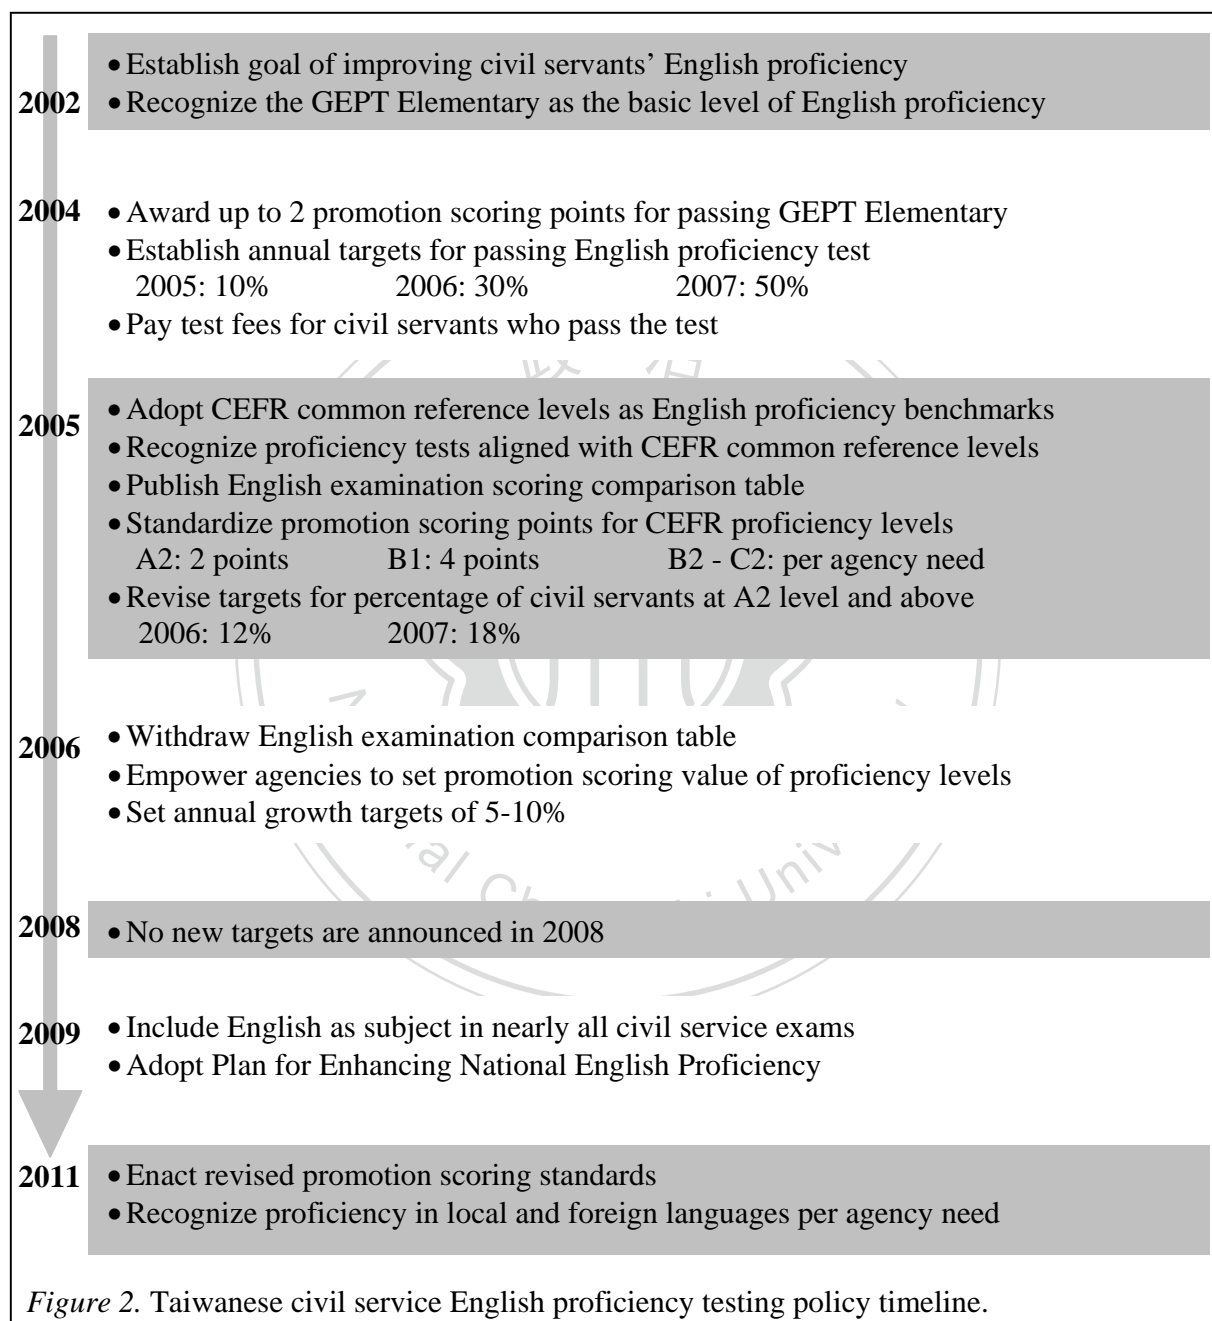 2002
• Establish goal of improving civil servants’ English proficiency
• Recognize the GEPT Elementary as the basic level of English proficiency
2004
• Award up to 2 promotion scoring points for passing GEPT Elementary
• Establish annual targets for passing English proficiency test
2005: 10% 2006: 30% 2007: 50%
• Pay test fees for civil servants who pass the test
2005
• Adopt CEFR common reference levels as English proficiency benchmarks
• Recognize proficiency tests aligned with CEFR common reference levels
• Publish English examination scoring comparison table
• Standardize promotion scoring points for CEFR proficiency levels
A2: 2 points B1: 4 points B2 - C2: per agency need
• Revise targets for percentage of civil servants at A2 level and above
2006: 12% 2007: 18%
2006
• Withdraw English examination comparison table
• Empower agencies to set promotion scoring value of proficiency levels
• Set annual growth targets of 5-10%
2008
• No new targets are announced in 2008
2009
• Include English as subject in nearly all civil service exams
• Adopt Plan for Enhancing National English Proficiency
2011
• Enact revised promotion scoring standards
• Recognize proficiency in local and foreign languages per agency need
Figure 2. Taiwanese civil service English proficiency testing policy timeline.